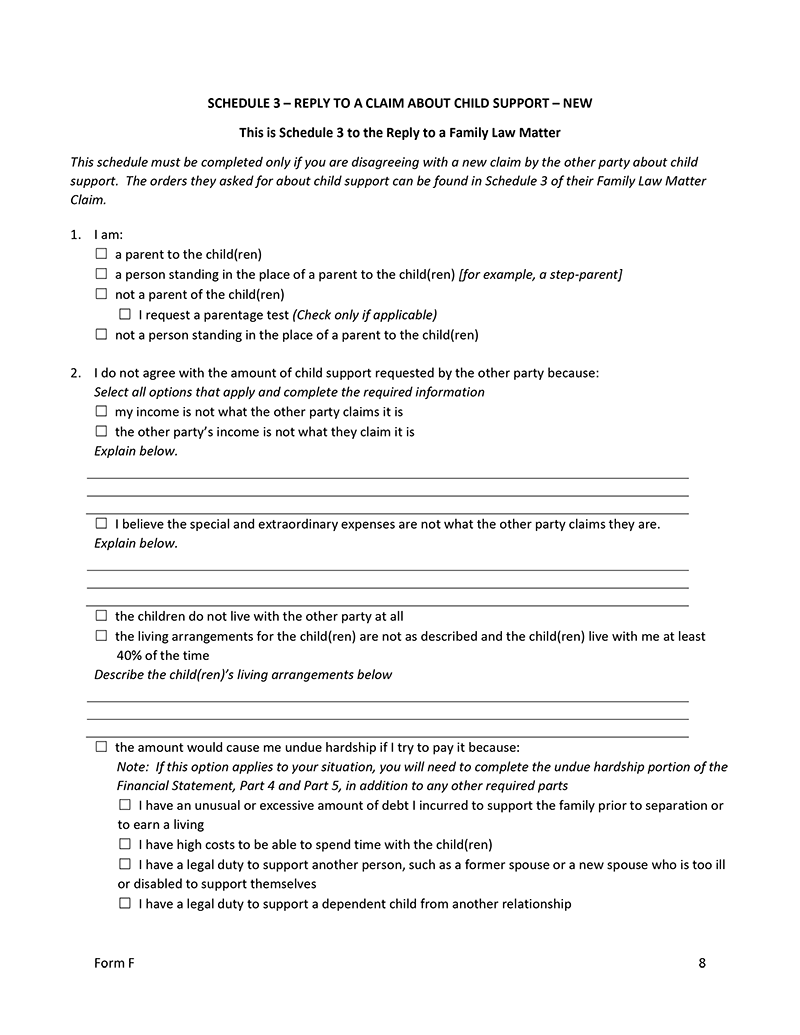 SCHEDULE 3 – REPLY TO A CLAIM ABOUT CHILD SUPPORT – NEW
This is Schedule 3 to the Reply to a Family Law Matter
This schedule must be completed only if you are disagreeing with a new claim by the other party about child
support.  The orders they asked for about child support can be found in Schedule 3 of their Family Law Matter
Claim.
1. I am:
☐ a parent to the child(ren)
☐ a person standing in the place of a parent to the child(ren) [for example, a step-parent]
☐ not a parent of the child(ren)
☐ I request a parentage test (Check only if applicable)
☐ not a person standing in the place of a parent to the child(ren)
2. I do not agree with the amount of child support requested by the other party because:
Select all options that apply and complete the required information
☐ my income is not what the other party claims it is
☐ the other party’s income is not what they claim it is
Explain below.
☐ I believe the special and extraordinary expenses are not what the other party claims they are.
Explain below.
☐ the children do not live with the other party at all
☐ the living arrangements for the child(ren) are not as described and the child(ren) live with me at least
40% of the time
Describe the child(ren)’s living arrangements below
☐ the amount would cause me undue hardship if I try to pay it because:
Note:  If this option applies to your situation, you will need to complete the undue hardship portion of the
Financial Statement, Part 4 and Part 5, in addition to any other required parts
☐ I have an unusual or excessive amount of debt I incurred to support the family prior to separation or
to earn a living
☐ I have high costs to be able to spend time with the child(ren)
☐ I have a legal duty to support another person, such as a former spouse or a new spouse who is too ill
or disabled to support themselves
☐ I have a legal duty to support a dependent child from another relationship
Form F 8